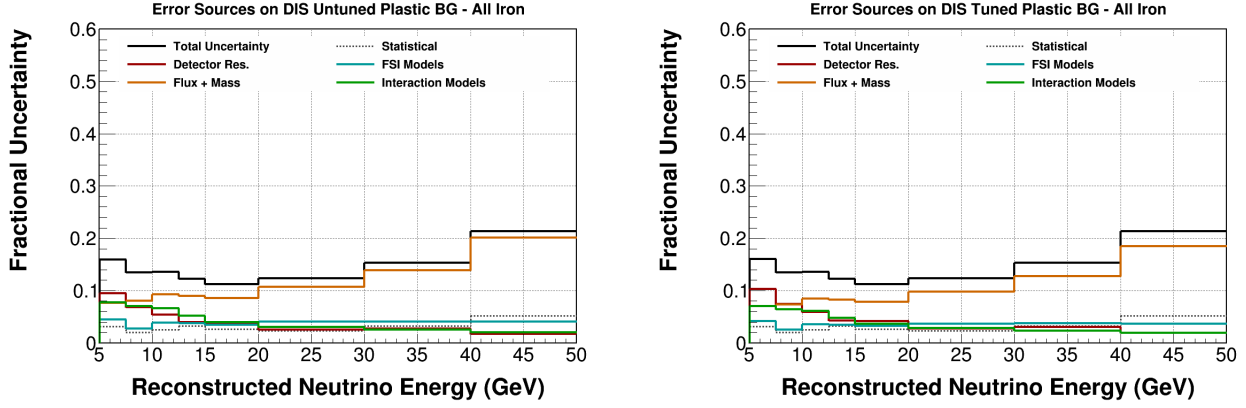 Error Sources on DIS Untuned Plastic BG - All Iron
Fractional Uncertainty
0.6
0.5
0.4
0.3
0.2
0.1
0
Total Uncertainty
Detector Res.
Flux + Mass
Statistical
FSI Models
Interaction Models
5 10 15 20 25 30 35 40 45 50
Reconstructed Neutrino Energy (GeV)
Error Sources on DIS Tuned Plastic BG - All Iron
Fractional Uncertainty
0.6
0.5
0.4
0.3
0.2
0.1
0
Total Uncertainty
Detector Res.
Flux + Mass
Statistical
FSI Models
Interaction Models
5 10 15 20 25 30 35 40 45 50
Reconstructed Neutrino Energy (GeV)